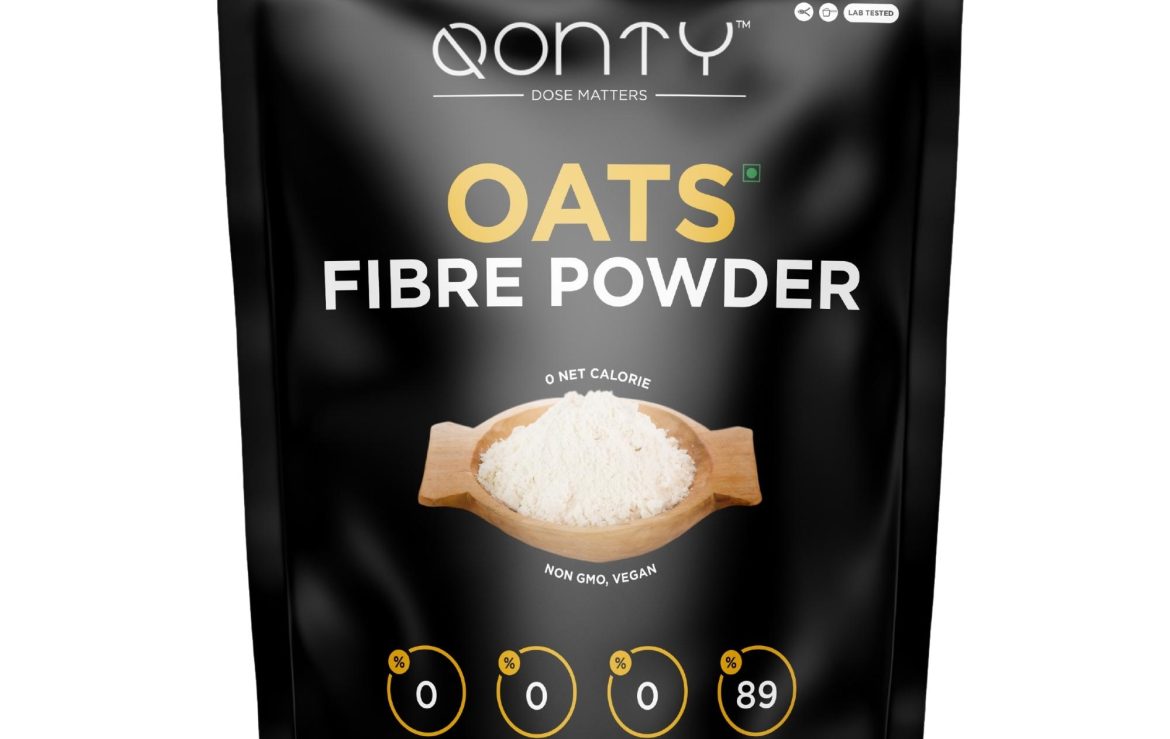 LAB TESTED
QONTY™
DOSE MATTERS
OATS
FIBRE POWDER
0 NET CALORIE
NON GMO, VEGAN
% 0 % 0 % 0 % 89